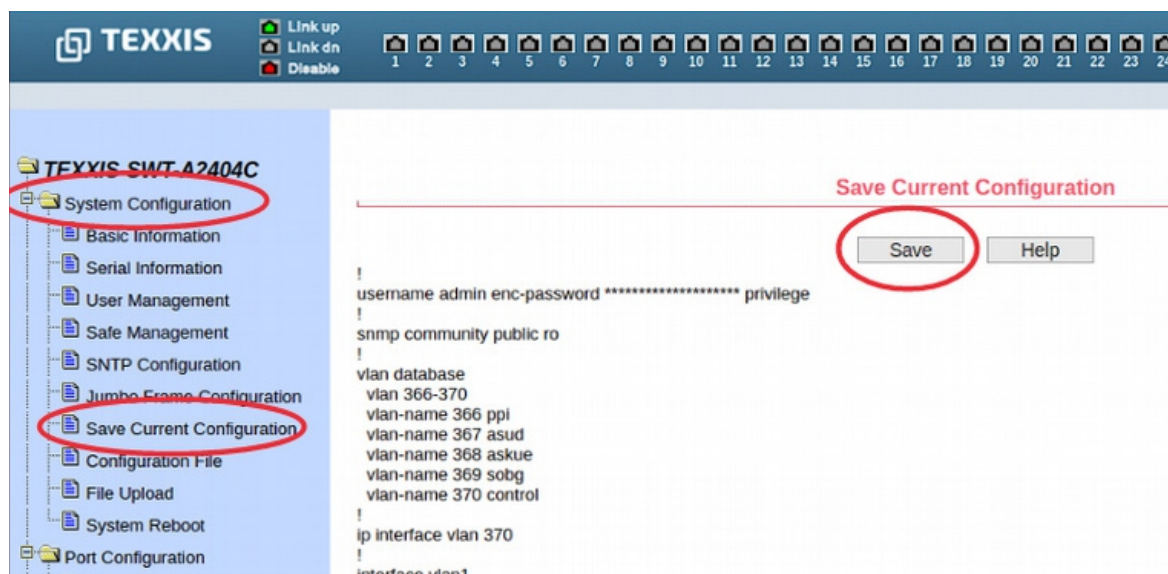 TEXXIS
Link up
Link dn
Disable
1 2 3 4 5 6 7 8 9 10 11 12 13 14 15 16 17 18 19 20 21 22 23 24
TEXXIS-SWT-A2404C
System Configuration
Basic Information
Serial Information
User Management
Safe Management
SNTP Configuration
Jumbo Frame Configuration
Save Current Configuration
Configuration File
File Upload
System Reboot
Port Configuration
Save Current Configuration
Save Help
!
username admin enc-password ******************** privilege
!
snmp community public ro
!
vlan database
vlan 366-370
vlan-name 366 ppi
vlan-name 367 asud
vlan-name 368 askue
vlan-name 369 sobg
vlan-name 370 control
!
ip interface vlan 370
!
interface vlan1